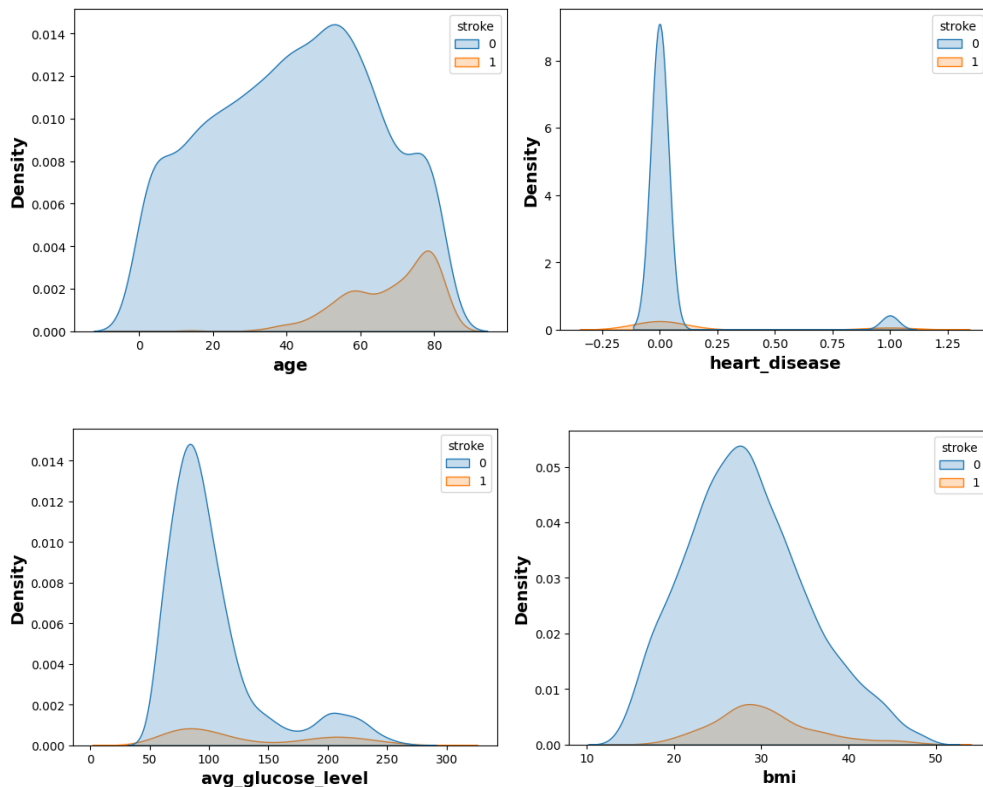 stroke
0
1
0.014
0.012
0.010
0.008
0.006
0.004
0.002
0.000
Density
0 20 40 60 80
age
stroke
0
1
8
6
4
2
0
Density
−0.25 0.00 0.25 0.50 0.75 1.00 1.25
heart_disease
stroke
0
1
0.014
0.012
0.010
0.008
0.006
0.004
0.002
0.000
Density
0 50 100 150 200 250 300
avg_glucose_level
stroke
0
1
0.05
0.04
0.03
0.02
0.01
0.00
Density
10 20 30 40 50
bmi